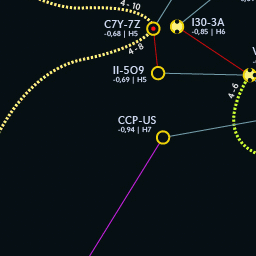 4 - 10
C7Y-7Z
-0,68 | H5
I30-3A
-0,85 | H6
4 - 8
II-5O9
-0,69 | H5
4 - 6
CCP-US
-0,94 | H7